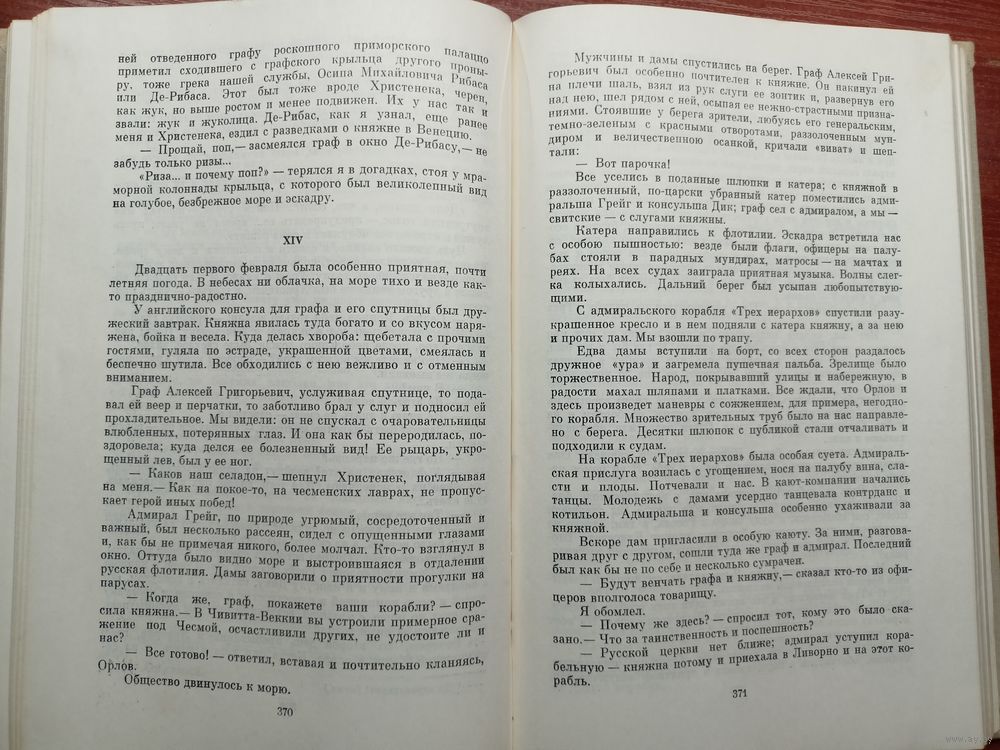 ней отведенного графу роскошного приморского палаццо
приметил сходившего с графского крыльца другого проны-
ру, тоже грека нашей службы, Осипа Михайловича Рибаса
или Де-Рибаса. Этот был тоже вроде Христенека, черен,
как жук, но выше ростом и менее подвижен. Их у нас так и
звали: жук и жуколица. Де-Рибас, как я узнал, еще ранее
меня и Христенека, ездил с разведками о княжне в Венецию.
— Прощай, поп,— засмеялся граф в окно Де-Рибасу,— не
забудь только ризы...
«Риза... и почему поп?» — терялся я в догадках, стоя у мра-
морной колоннады крыльца, с которого был великолепный вид
на голубое, безбрежное море и эскадру.
XIV
Двадцать первого февраля была особенно приятная, почти
летняя погода. В небесах ни облачка, на море тихо и везде как-
то празднично-радостно.
У английского консула для графа и его спутницы был дру-
жеский завтрак. Княжна явилась туда богато и со вкусом наря-
жена, бойка и весела. Куда делась хвороба: щебетала с прочими
гостями, гуляла по эстраде, украшенной цветами, смеялась и
беспечно шутила. Все обходились с нею вежливо и с отменным
вниманием.
Граф Алексей Григорьевич, услуживая спутнице, то пода-
вал ей веер и перчатки, то заботливо брал у слуг и подносил ей
прохладительное. Мы видели: он не спускал с очаровательницы
влюбленных, потерянных глаз. И она как бы переродилась, по-
здоровела; куда делся ее болезненный вид! Ее рыцарь, укро-
щенный лев, был у ее ног.
— Каков наш селадон,— шепнул Христенек, поглядывая
на меня.— Как на покое-то, на чесменских лаврах, не пропус-
кает герой иных побед!
Адмирал Грейг, по природе угрюмый, сосредоточенный и
важный, был несколько рассеян, сидел с опущенными глазами
и, как бы не примечая никого, более молчал. Кто-то взглянул в
окно. Оттуда было видно море и выстроившаяся в отдалении
русская флотилия. Дамы заговорили о приятности прогулки на
парусах.
— Когда же, граф, покажете ваши корабли? — спро-
сила княжна.— В Чивитта-Веккии вы устроили примерное сра-
жение под Чесмой, осчастливили других, не удостоите ли и
нас?
— Все готово! — ответил, вставая и почтительно кланяясь,
Орлов.
Общество двинулось к морю.
370
Мужчины и дамы спустились на берег. Граф Алексей Гри-
горьевич был особенно почтителен к княжне. Он накинул ей
на плечи шаль, взял из рук слуги ее зонтик и, развернув его
над нею, шел рядом с ней, осыпая ее нежно-страстными призна-
ниями. Стоявшие у берега зрители, любуясь его генеральским,
темно-зеленым с красными отворотами, раззолоченным мун-
диром и величественною осанкой, кричали «виват» и шеп-
тали:
— Вот парочка!
Все уселись в поданные шлюпки и катера; с княжной в
раззолоченный, по-царски убранный катер поместились адми-
ральша Грейг и консульша Дик; граф сел с адмиралом, а мы —
свитские — с слугами княжны.
Катера направились к флотилии. Эскадра встретила нас
с особою пышностью: везде были флаги, офицеры на палу-
бах стояли в парадных мундирах, матросы — на мачтах и
реях. На всех судах заиграла приятная музыка. Волны слег-
ка колыхались. Дальний берег был усыпан любопытствую-
щими.
С адмиральского корабля «Трех иерархов» спустили разу-
крашенное кресло и в нем подняли с катера княжну, а за нею
и прочих дам. Мы взошли по трапу.
Едва дамы вступили на борт, со всех сторон раздалось
дружное «ура» и загремела пушечная пальба. Зрелище было
торжественное. Народ, покрывавший улицы и набережную, в
радости махал шляпами и платками. Все ждали, что Орлов и
здесь произведет маневры с сожжением, для примера, негодно-
го корабля. Множество зрительных труб было на нас направле-
но с берега. Десятки шлюпок с публикой стали отчаливать и
подходили к судам.
На корабле «Трех иерархов» была особая суета. Адмираль-
ская прислуга возилась с угощением, нося на палубу вина, сла-
сти и плоды. Потчевали и нас. В кают-компании начались
танцы. Молодежь с дамами усердно танцевала контрданс и
котильон. Адмиральша и консульша особенно ухаживали за
княжной.
Вскоре дам пригласили в особую каюту. За ними, разгова-
ривая друг с другом, сошли туда же граф и адмирал. Последний
был как бы не по себе и несколько сумрачен.
— Будут венчать графа и княжну,— сказал кто-то из офи-
церов вполголоса товарищу.
Я обомлел.
— Почему же здесь? — спросил тот, кому это было ска-
зано.— Что за таинственность и поспешность?
— Русской церкви нет ближе; адмирал уступил кора-
бельную — княжна потому и приехала в Ливорно и на этот ко-
рабль.
371